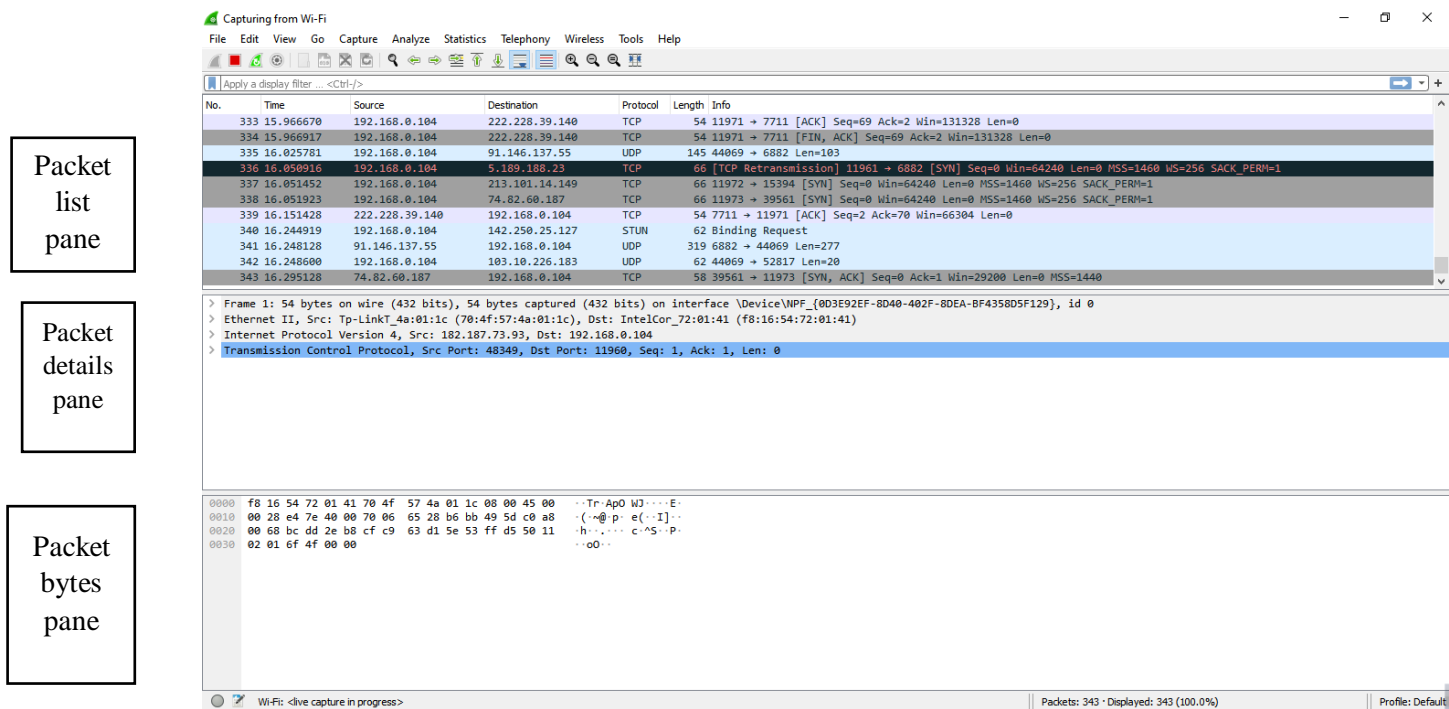 Capturing from Wi-Fi
File Edit View Go Capture Analyze Statistics Telephony Wireless Tools Help
Apply a display filter ... <Ctrl-/>
No. Time Source Destination Protocol Length Info
333 15.966670 192.168.0.104 222.228.39.140 TCP 54 11971 → 7711 [ACK] Seq=69 Ack=2 Win=131328 Len=0
334 15.966917 192.168.0.104 222.228.39.140 TCP 54 11971 → 7711 [FIN, ACK] Seq=69 Ack=2 Win=131328 Len=0
335 16.025781 192.168.0.104 91.146.137.55 UDP 145 44069 → 6882 Len=103
336 16.050916 192.168.0.104 5.189.188.23 TCP 66 [TCP Retransmission] 11961 → 6882 [SYN] Seq=0 Win=64240 Len=0 MSS=1460 WS=256 SACK_PERM=1
337 16.051452 192.168.0.104 213.101.14.149 TCP 66 11972 → 15394 [SYN] Seq=0 Win=64240 Len=0 MSS=1460 WS=256 SACK_PERM=1
338 16.051923 192.168.0.104 74.82.60.187 TCP 66 11973 → 39561 [SYN] Seq=0 Win=64240 Len=0 MSS=1460 WS=256 SACK_PERM=1
339 16.151428 222.228.39.140 192.168.0.104 TCP 54 7711 → 11971 [ACK] Seq=2 Ack=70 Win=66304 Len=0
340 16.244919 192.168.0.104 142.250.25.127 STUN 62 Binding Request
341 16.248128 91.146.137.55 192.168.0.104 UDP 319 6882 → 44069 Len=277
342 16.248600 192.168.0.104 103.10.226.183 UDP 62 44069 → 52817 Len=20
343 16.295128 74.82.60.187 192.168.0.104 TCP 58 39561 → 11973 [SYN, ACK] Seq=0 Ack=1 Win=29200 Len=0 MSS=1440
Packet
list
pane
> Frame 1: 54 bytes on wire (432 bits), 54 bytes captured (432 bits) on interface \Device\NPF_{0D3E92EF-8D40-402F-8DEA-BF4358D5F129}, id 0
> Ethernet II, Src: Tp-LinkT_4a:01:1c (70:4f:57:4a:01:1c), Dst: IntelCor_72:01:41 (f8:16:54:72:01:41)
> Internet Protocol Version 4, Src: 182.187.73.93, Dst: 192.168.0.104
> Transmission Control Protocol, Src Port: 48349, Dst Port: 11960, Seq: 1, Ack: 1, Len: 0
Packet
details
pane
0000 f8 16 54 72 01 41 70 4f 57 4a 01 1c 08 00 45 00 ··Tr·ApO WJ····E·
0010 00 28 e4 7e 40 00 70 06 65 28 b6 bb 49 5d c0 a8 ·(·~@·p· e(··I]··
0020 00 68 bc dd 2e b8 cf c9 63 d1 5e 53 ff d5 50 11 ·h··.··· c·^S··P·
0030 02 01 6f 4f 00 00 ··oO··
Packet
bytes
pane
Wi-Fi: <live capture in progress>
Packets: 343 · Displayed: 343 (100.0%)
Profile: Default